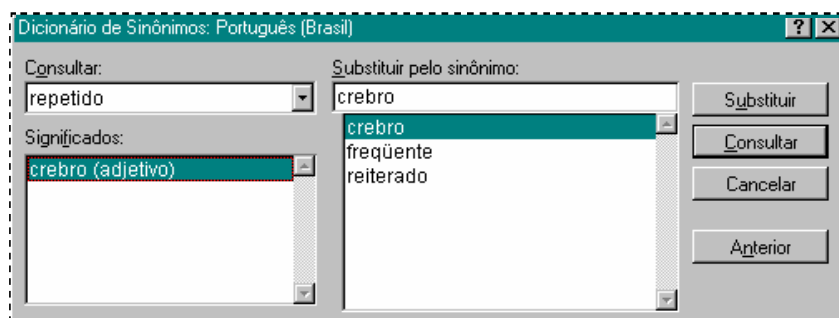 Dicionário de Sinônimos: Português (Brasil)
Consultar:
repetido
Significados:
crebro (adjetivo)
Substituir pelo sinônimo:
crebro
crebro
freqüente
reiterado
Substituir
Consultar
Cancelar
Anterior